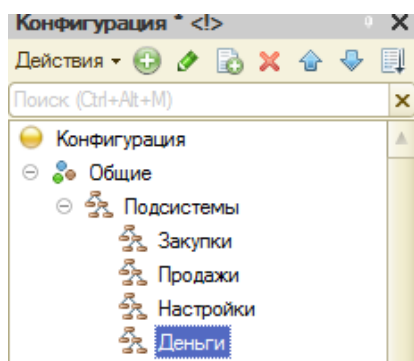 Конфигурация * <!>
Действия
Поиск (Ctrl+Alt+M)
Конфигурация
Общие
Подсистемы
Закупки
Продажи
Настройки
Деньги